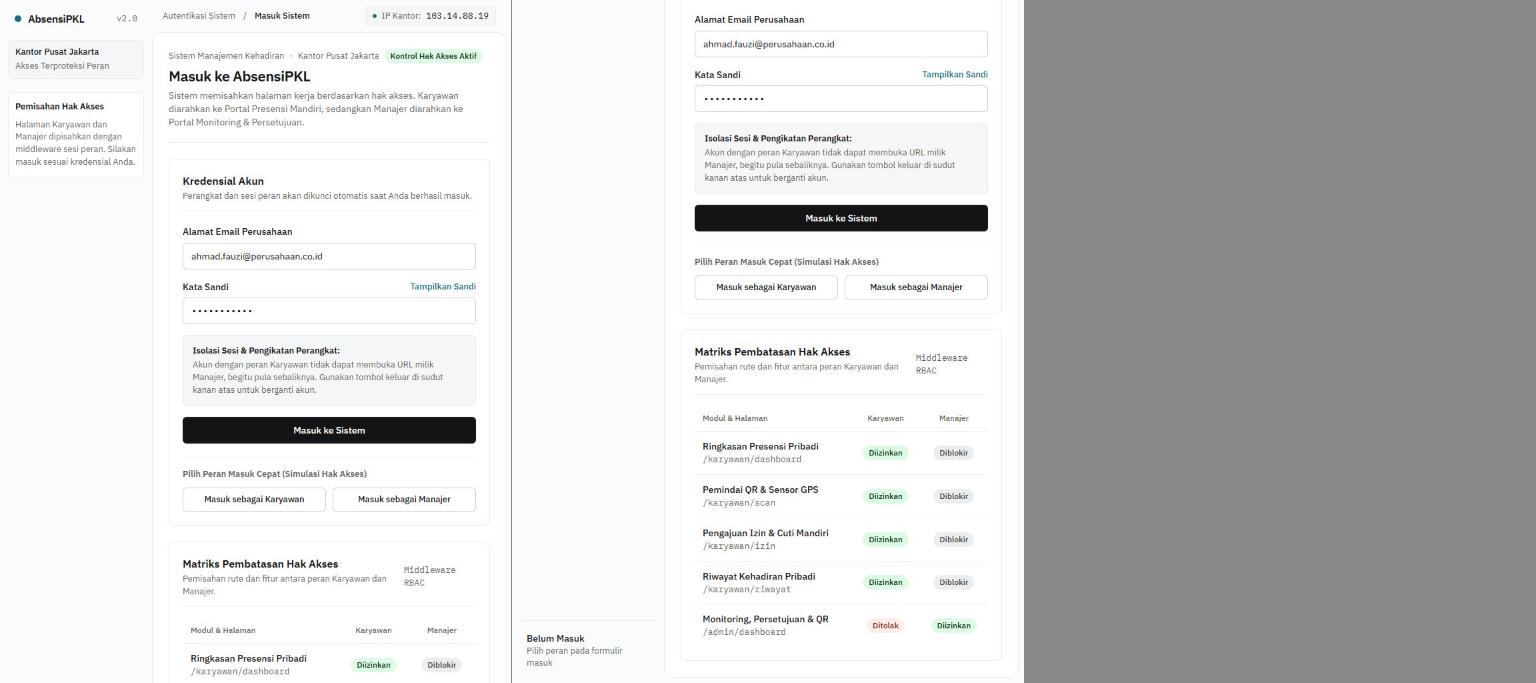 AbsensiPKL v2.0
Kantor Pusat Jakarta
Akses Terproteksi Peran
Pemisahan Hak Akses
Halaman Karyawan dan
Manajer dipisahkan dengan
middleware sesi peran. Silakan
masuk sesuai kredensial Anda.
Autentikasi Sistem / Masuk Sistem
IP Kantor: 103.14.88.19
Sistem Manajemen Kehadiran • Kantor Pusat Jakarta Kontrol Hak Akses Aktif
Masuk ke AbsensiPKL
Sistem memisahkan halaman kerja berdasarkan hak akses. Karyawan
diarahkan ke Portal Presensi Mandiri, sedangkan Manajer diarahkan ke
Portal Monitoring & Persetujuan.
Kredensial Akun
Perangkat dan sesi peran akan dikunci otomatis saat Anda berhasil masuk.
Alamat Email Perusahaan
ahmad.fauzi@perusahaan.co.id
Kata Sandi Tampilkan Sandi
•••••••••••
Isolasi Sesi & Pengikatan Perangkat:
Akun dengan peran Karyawan tidak dapat membuka URL milik
Manajer, begitu pula sebaliknya. Gunakan tombol keluar di sudut
kanan atas untuk berganti akun.
Masuk ke Sistem
Pilih Peran Masuk Cepat (Simulasi Hak Akses)
Masuk sebagai Karyawan Masuk sebagai Manajer
Matriks Pembatasan Hak Akses
Pemisahan rute dan fitur antara peran Karyawan dan
Manajer.
Middleware
RBAC
Modul & Halaman Karyawan Manajer
Ringkasan Presensi Pribadi
/karyawan/dashboard
Diizinkan Diblokir
Alamat Email Perusahaan
ahmad.fauzi@perusahaan.co.id
Kata Sandi Tampilkan Sandi
•••••••••••
Isolasi Sesi & Pengikatan Perangkat:
Akun dengan peran Karyawan tidak dapat membuka URL milik
Manajer, begitu pula sebaliknya. Gunakan tombol keluar di sudut
kanan atas untuk berganti akun.
Masuk ke Sistem
Pilih Peran Masuk Cepat (Simulasi Hak Akses)
Masuk sebagai Karyawan Masuk sebagai Manajer
Matriks Pembatasan Hak Akses
Pemisahan rute dan fitur antara peran Karyawan dan
Manajer.
Middleware
RBAC
Modul & Halaman Karyawan Manajer
Ringkasan Presensi Pribadi
/karyawan/dashboard
Diizinkan Diblokir
Pemindai QR & Sensor GPS
/karyawan/scan
Diizinkan Diblokir
Pengajuan Izin & Cuti Mandiri
/karyawan/izin
Diizinkan Diblokir
Riwayat Kehadiran Pribadi
/karyawan/riwayat
Diizinkan Diblokir
Monitoring, Persetujuan & QR
/admin/dashboard
Ditolak Diizinkan
Belum Masuk
Pilih peran pada formulir
masuk